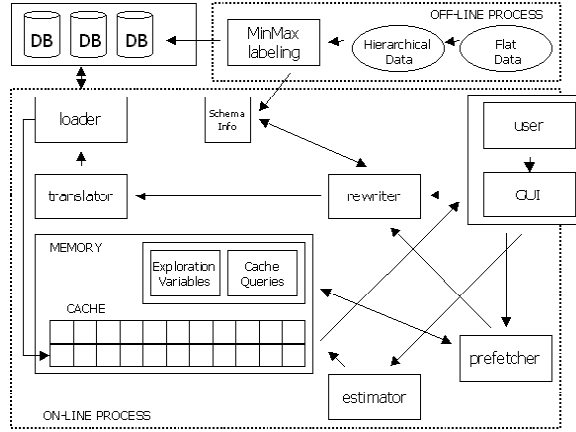 OFF-LINE PROCESS
DB DB DB
MinMax
labeling
Hierarchical
Data
Flat
Data
loader
Schema
Info
user
translator
rewriter
GUI
MEMORY
Exploration
Variables
Cache
Queries
CACHE
prefetcher
estimator
ON-LINE PROCESS